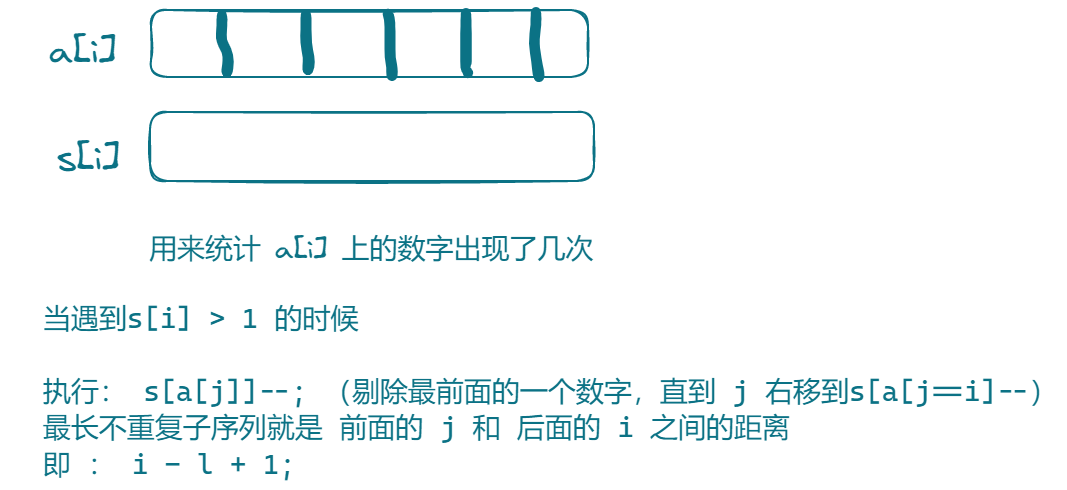 a[i]
s[i]
用来统计 a[i] 上的数字出现了几次
当遇到s[i] > 1 的时候
执行： s[a[j]]--; （剔除最前面的一个数字，直到 j 右移到s[a[j==i]--）
最长不重复子序列就是 前面的 j 和 后面的 i 之间的距离
即 ： i - l + 1;